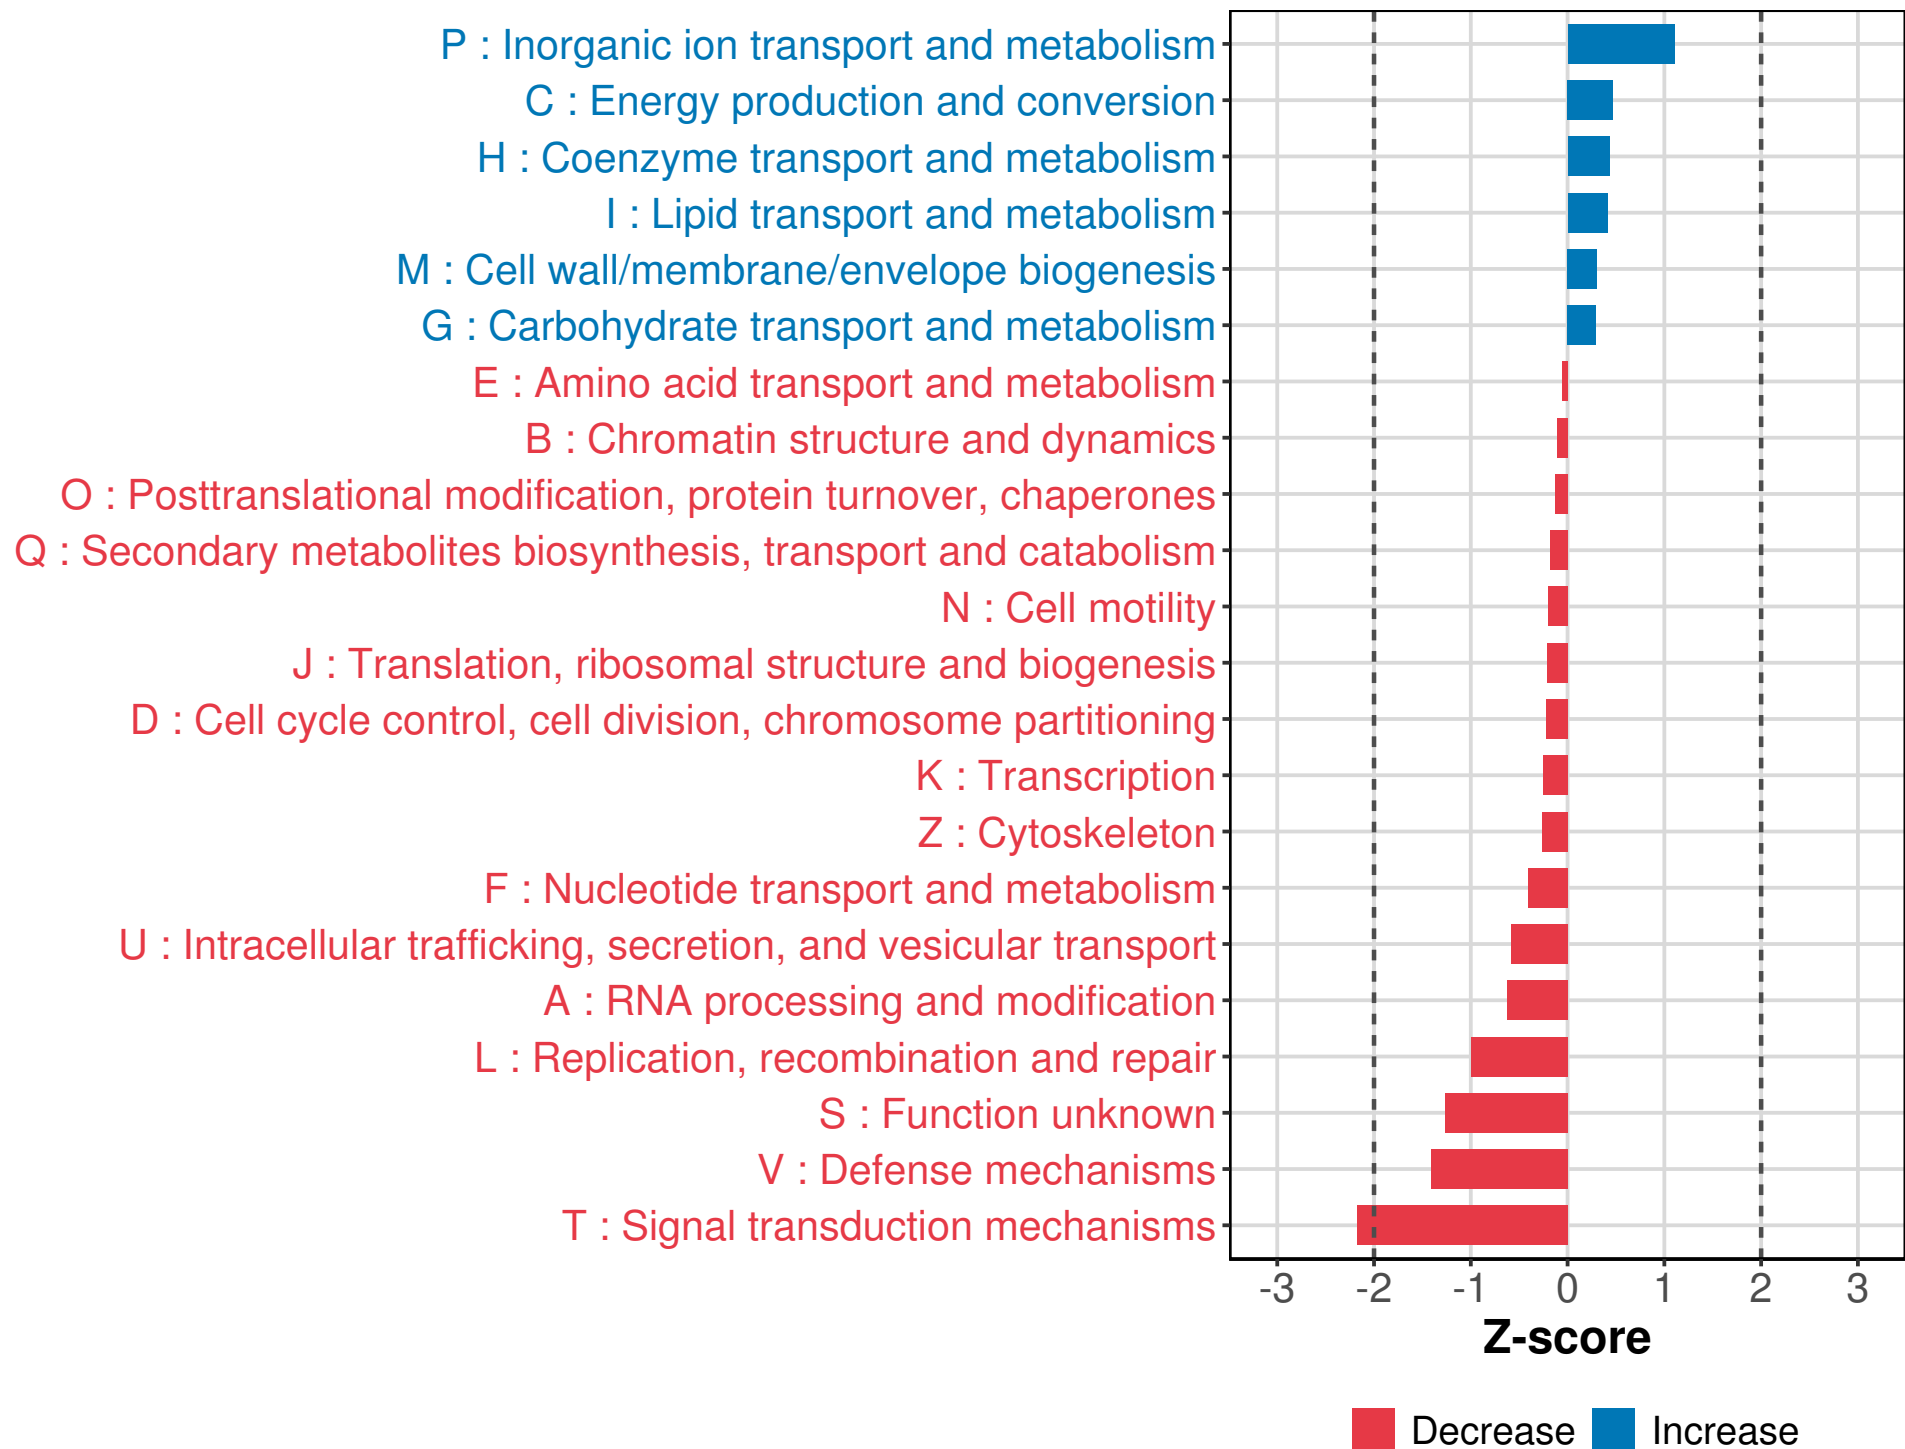 P : Inorganic ion transport and metabolism
C : Energy production and conversion
H : Coenzyme transport and metabolism
I : Lipid transport and metabolism
M : Cell wall/membrane/envelope biogenesis
G : Carbohydrate transport and metabolism
E : Amino acid transport and metabolism
B : Chromatin structure and dynamics
O : Posttranslational modification, protein turnover, chaperones
Q : Secondary metabolites biosynthesis, transport and catabolism
N : Cell motility
J : Translation, ribosomal structure and biogenesis
D : Cell cycle control, cell division, chromosome partitioning
K : Transcription
Z : Cytoskeleton
F : Nucleotide transport and metabolism
U : Intracellular trafficking, secretion, and vesicular transport
A : RNA processing and modification
L : Replication, recombination and repair
S : Function unknown
V : Defense mechanisms
T : Signal transduction mechanisms
-3 -2 -1 0 1 2 3
Z-score
Decrease Increase